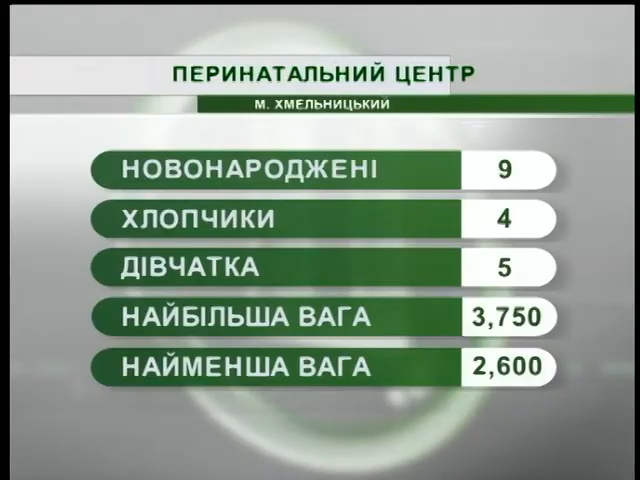 ПЕРИНАТАЛЬНИЙ ЦЕНТР
М. ХМЕЛЬНИЦЬКИЙ
НОВОНАРОДЖЕНІ 9
ХЛОПЧИКИ 4
ДІВЧАТКА 5
НАЙБІЛЬША ВАГА 3,750
НАЙМЕНША ВАГА 2,600